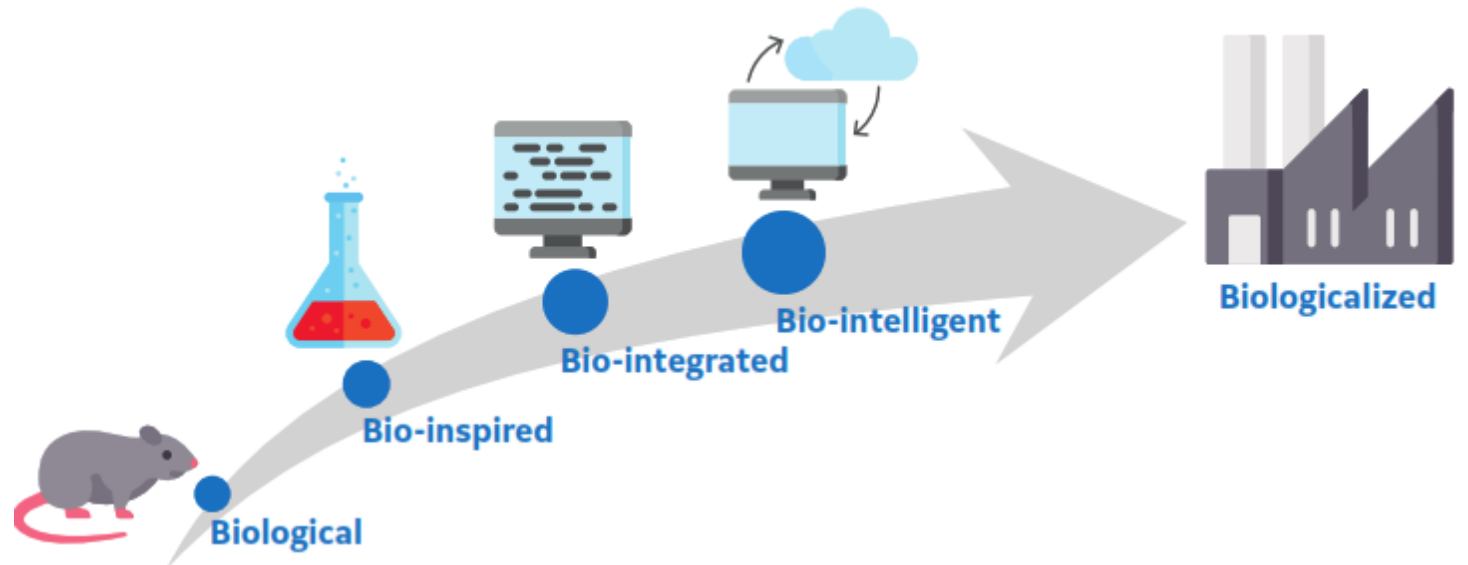 Biological
Bio-inspired
Bio-integrated
Bio-intelligent
Biologicalized